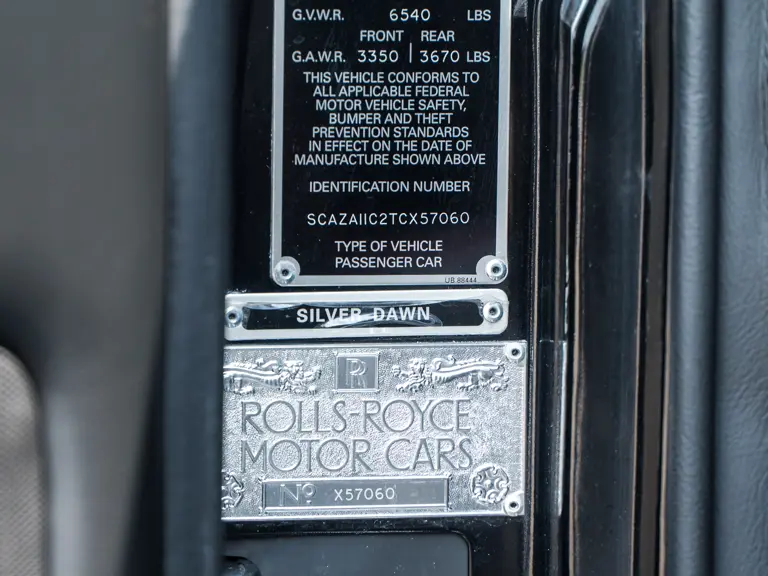 G.V.W.R. 6540 LBS
FRONT REAR
G.A.W.R. 3350 | 3670 LBS
THIS VEHICLE CONFORMS TO
ALL APPLICABLE FEDERAL
MOTOR VEHICLE SAFETY,
BUMPER AND THEFT
PREVENTION STANDARDS
IN EFFECT ON THE DATE OF
MANUFACTURE SHOWN ABOVE
IDENTIFICATION NUMBER
SCAZA11C2TCX57060
TYPE OF VEHICLE
PASSENGER CAR
UB 88444
SILVER DAWN
R
ROLLS-ROYCE
MOTOR CARS
No X57060